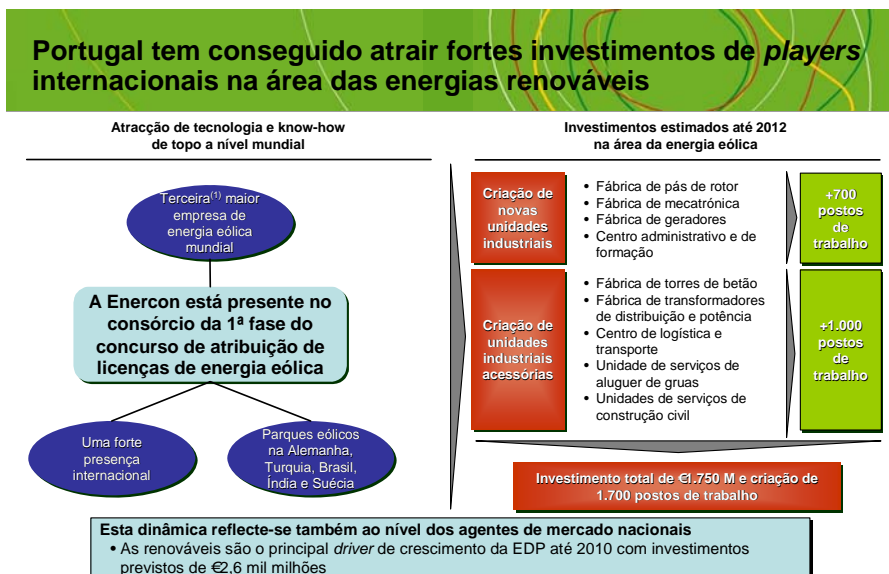 Portugal tem conseguido atrair fortes investimentos de players
internacionais na área das energias renováveis
Atracção de tecnologia e know-how
de topo a nível mundial
Terceira(1) maior
empresa de
energia eólica
mundial
A Enercon está presente no
consórcio da 1ª fase do
concurso de atribuição de
licenças de energia eólica
Uma forte
presença
internacional
Parques eólicos
na Alemanha,
Turquia, Brasil,
Índia e Suécia
Investimentos estimados até 2012
na área da energia eólica
Criação de
novas
unidades
industriais
• Fábrica de pás de rotor
• Fábrica de mecatrónica
• Fábrica de geradores
• Centro administrativo e de
formação
+700
postos
de
trabalho
Criação de
unidades
industriais
acessórias
• Fábrica de torres de betão
• Fábrica de transformadores
de distribuição e potência
• Centro de logística e
transporte
• Unidade de serviços de
aluguer de gruas
• Unidades de serviços de
construção civil
+1.000
postos
de
trabalho
Investimento total de €1.750 M e criação de
1.700 postos de trabalho
Esta dinâmica reflecte-se também ao nível dos agentes de mercado nacionais
• As renováveis são o principal driver de crescimento da EDP até 2010 com investimentos
previstos de €2,6 mil milhões